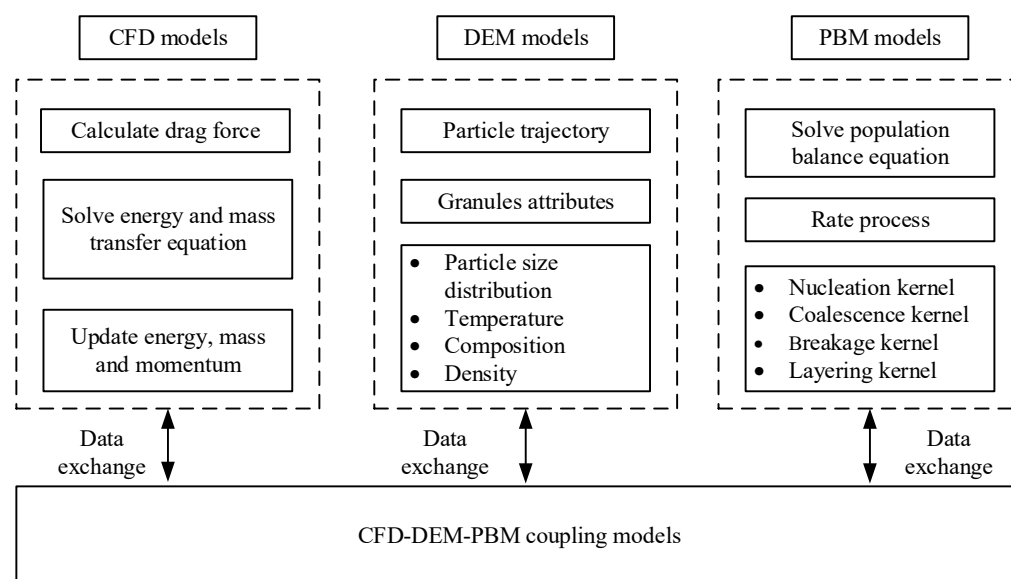 CFD models
DEM models
PBM models
Calculate drag force
Solve energy and mass
transfer equation
Update energy, mass
and momentum
Particle trajectory
Granules attributes
• Particle size
distribution
• Temperature
• Composition
• Density
Solve population
balance equation
Rate process
• Nucleation kernel
• Coalescence kernel
• Breakage kernel
• Layering kernel
Data
exchange
Data
exchange
Data
exchange
CFD-DEM-PBM coupling models